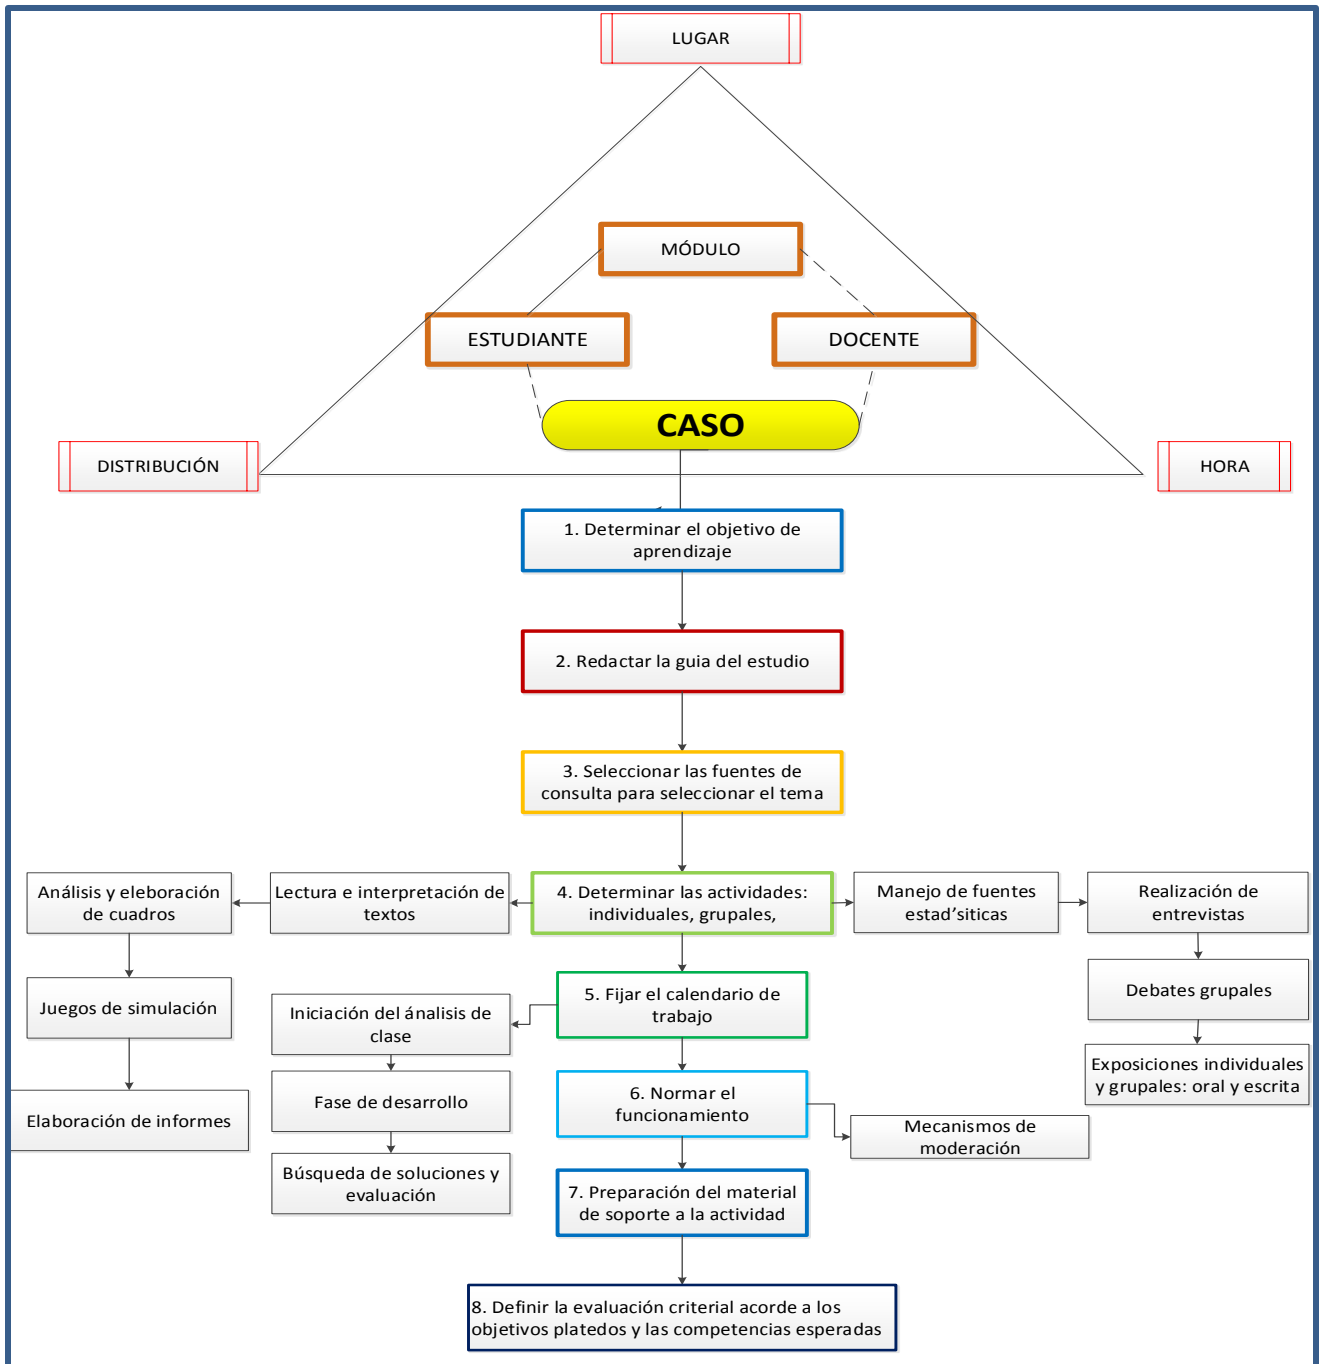 LUGAR
MÓDULO
ESTUDIANTE
DOCENTE
CASO
DISTRIBUCIÓN
HORA
1. Determinar el objetivo de
aprendizaje
2. Redactar la guia del estudio
3. Seleccionar las fuentes de
consulta para seleccionar el tema
4. Determinar las actividades:
individuales, grupales,
Lectura e interpretación de
textos
Análisis y eleboración
de cuadros
Juegos de simulación
Elaboración de informes
Manejo de fuentes
estad'siticas
Realización de
entrevistas
Debates grupales
Exposiciones individuales
y grupales: oral y escrita
5. Fijar el calendario de
trabajo
Iniciación del ánalisis de
clase
Fase de desarrollo
Búsqueda de soluciones y
evaluación
6. Normar el
funcionamiento
Mecanismos de
moderación
7. Preparación del material
de soporte a la actividad
8. Definir la evaluación criterial acorde a los
objetivos platedos y las competencias esperadas